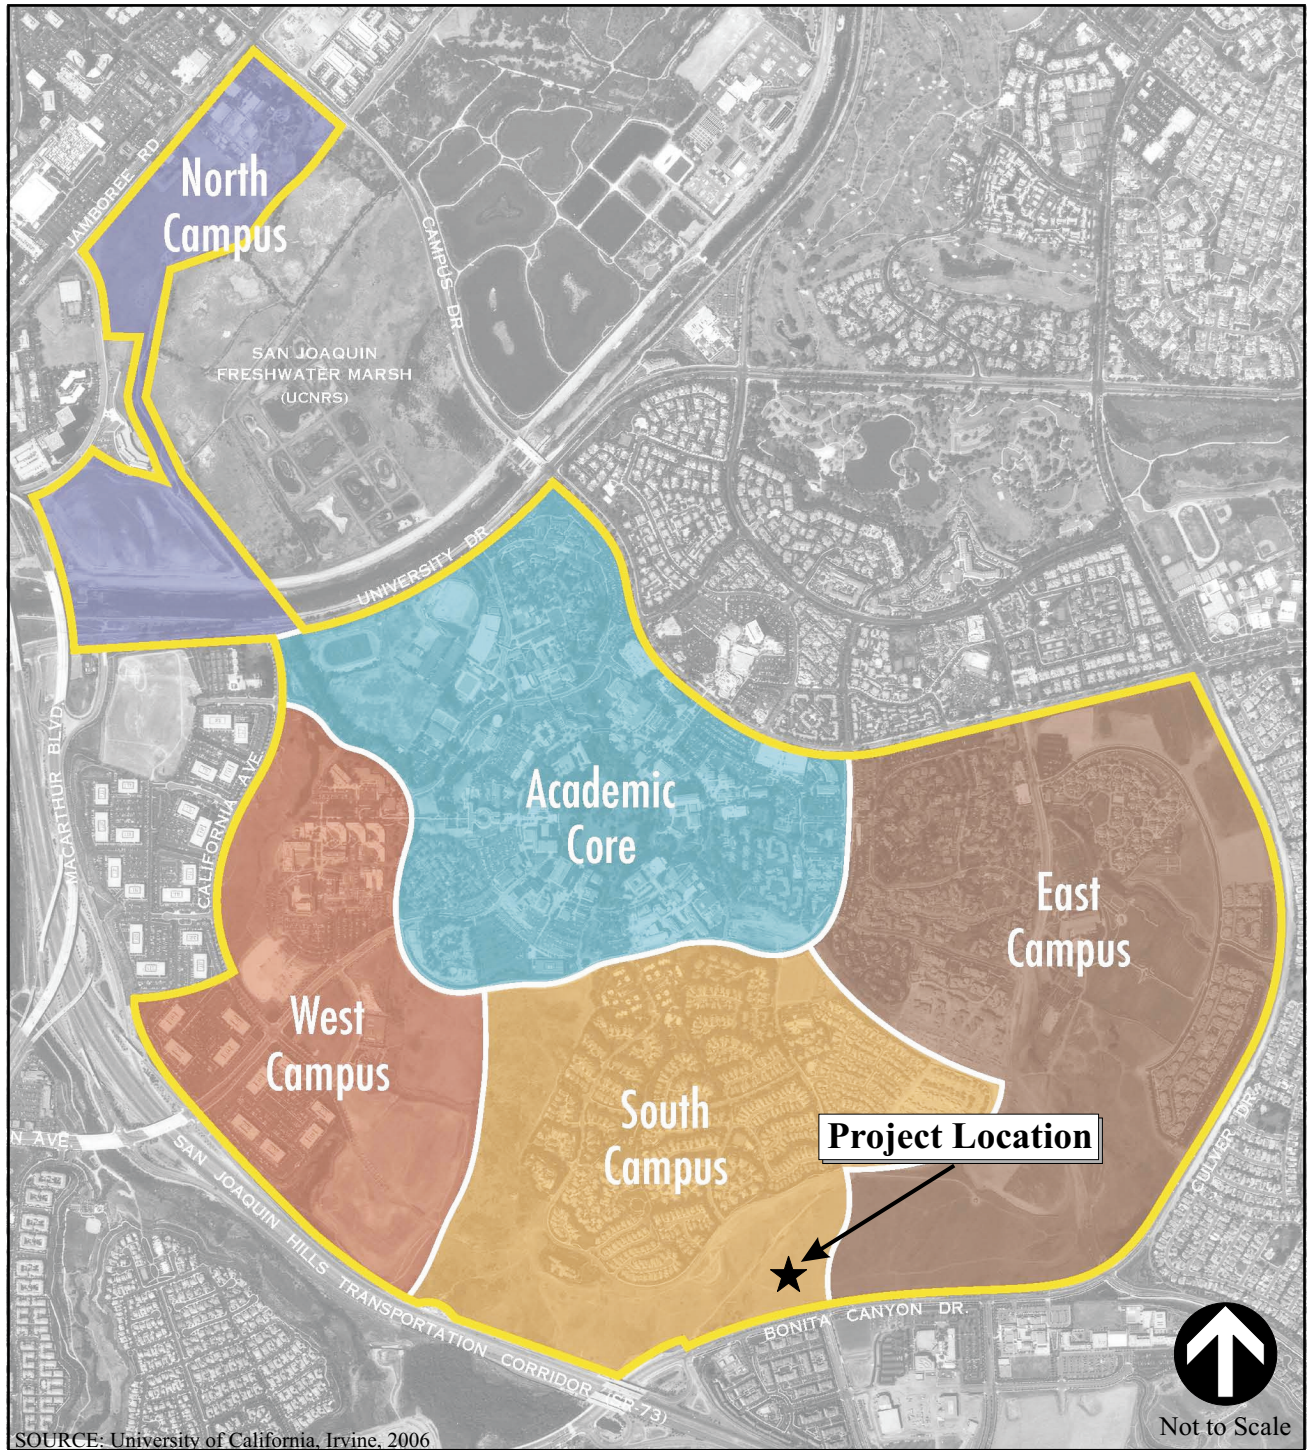 North
Campus
JAMBOREE RD
CAMPUS DR
SAN JOAQUIN
FRESHWATER MARSH
(UCNRS)
UNIVERSITY DR.
MACARTHUR BLVD
CALIFORNIA AVE
Academic
Core
East
Campus
West
Campus
South
Campus
Project Location
N AVE
SAN JOAQUIN HILLS TRANSPORTATION CORRIDOR (SR 73)
BONITA CANYON DR.
CULVER DR.
Not to Scale
SOURCE: University of California, Irvine, 2006